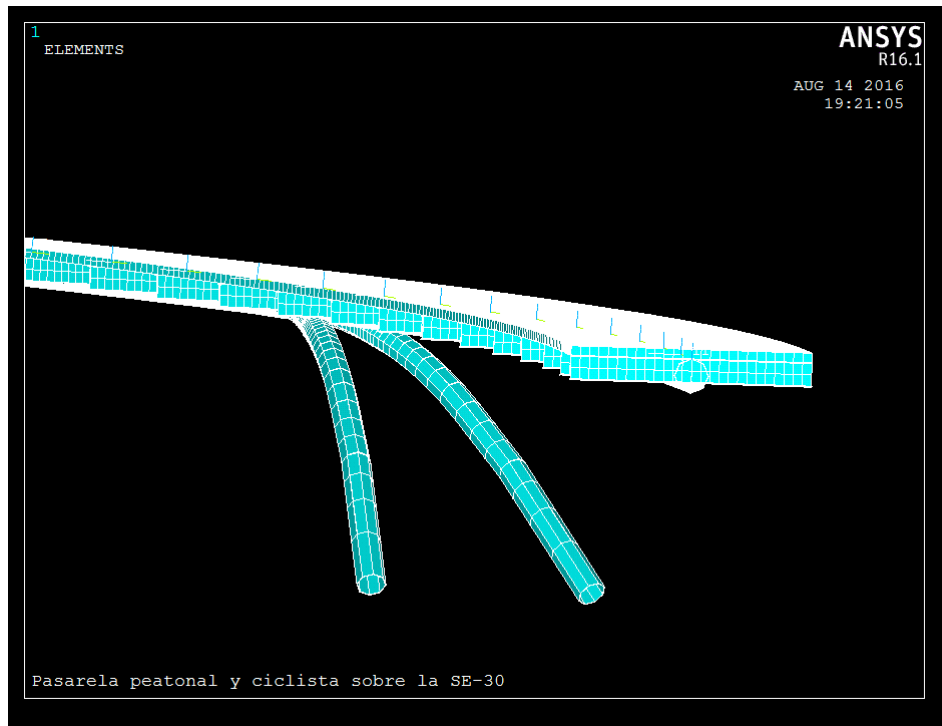 1
ELEMENTS
ANSYS
R16.1
AUG 14 2016
19:21:05
Pasarela peatonal y ciclista sobre la SE-30